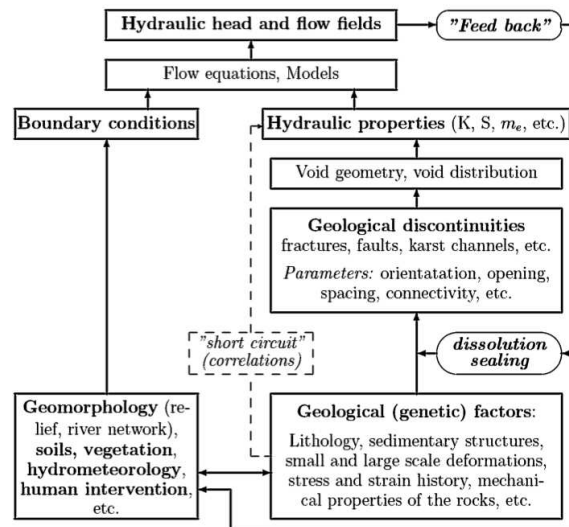 Hydraulic head and flow fields
"Feed back"
Flow equations, Models
Boundary conditions
Hydraulic properties (K, S, mₑ, etc.)
Void geometry, void distribution
Geological discontinuities
fractures, faults, karst channels, etc.
Parameters: orientatation, opening,
spacing, connectivity, etc.
"short circuit"
(correlations)
dissolution
sealing
Geomorphology (re-
lief, river network),
soils, vegetation,
hydrometeorology,
human intervention,
etc.
Geological (genetic) factors:
Lithology, sedimentary structures,
small and large scale deformations,
stress and strain history, mechani-
cal properties of the rocks, etc.